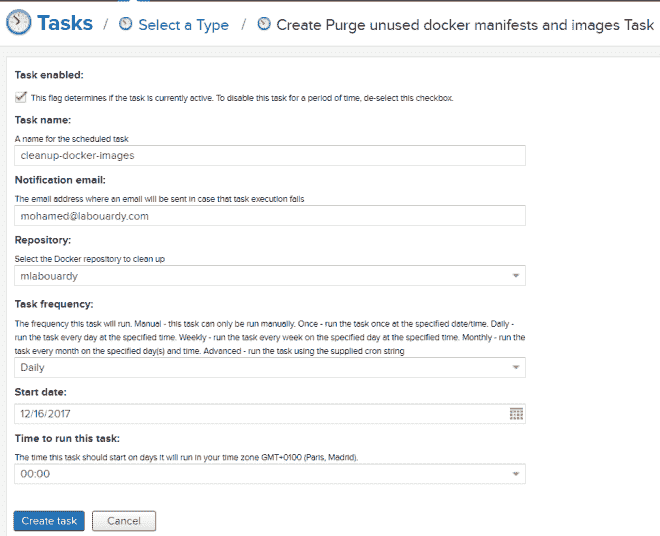 Tasks / Select a Type / Create Purge unused docker manifests and images Task
Task enabled:
This flag determines if the task is currently active. To disable this task for a period of time, de-select this checkbox.
Task name:
A name for the scheduled task
cleanup-docker-images
Notification email:
The email address where an email will be sent in case that task execution fails
mohamed@labouardy.com
Repository:
Select the Docker repository to clean up
mlabouardy
Task frequency:
The frequency this task will run. Manual - this task can only be run manually. Once - run the task once at the specified date/time. Daily -
run the task every day at the specified time. Weekly - run the task every week on the specified day at the specified time. Monthly - run the
task every month on the specified day(s) and time. Advanced - run the task using the supplied cron string
Daily
Start date:
12/16/2017
Time to run this task:
The time this task should start on days it will run in your time zone GMT+0100 (Paris, Madrid).
00:00
Create task Cancel